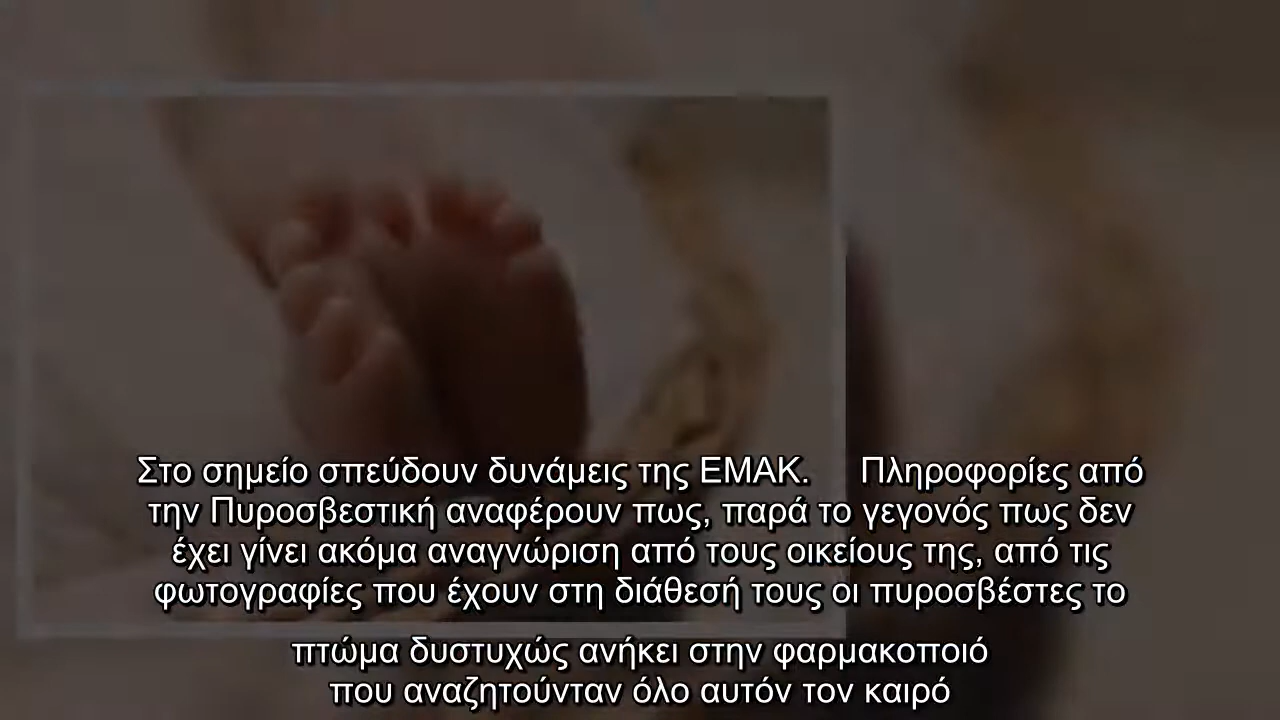 Στο σημείο σπεύδουν δυνάμεις της ΕΜΑΚ. Πληροφορίες από
την Πυροσβεστική αναφέρουν πως, παρά το γεγονός πως δεν
έχει γίνει ακόμα αναγνώριση από τους οικείους της, από τις
φωτογραφίες που έχουν στη διάθεσή τους οι πυροσβέστες το
πτώμα δυστυχώς ανήκει στην φαρμακοποιό
που αναζητούνταν όλο αυτόν τον καιρό